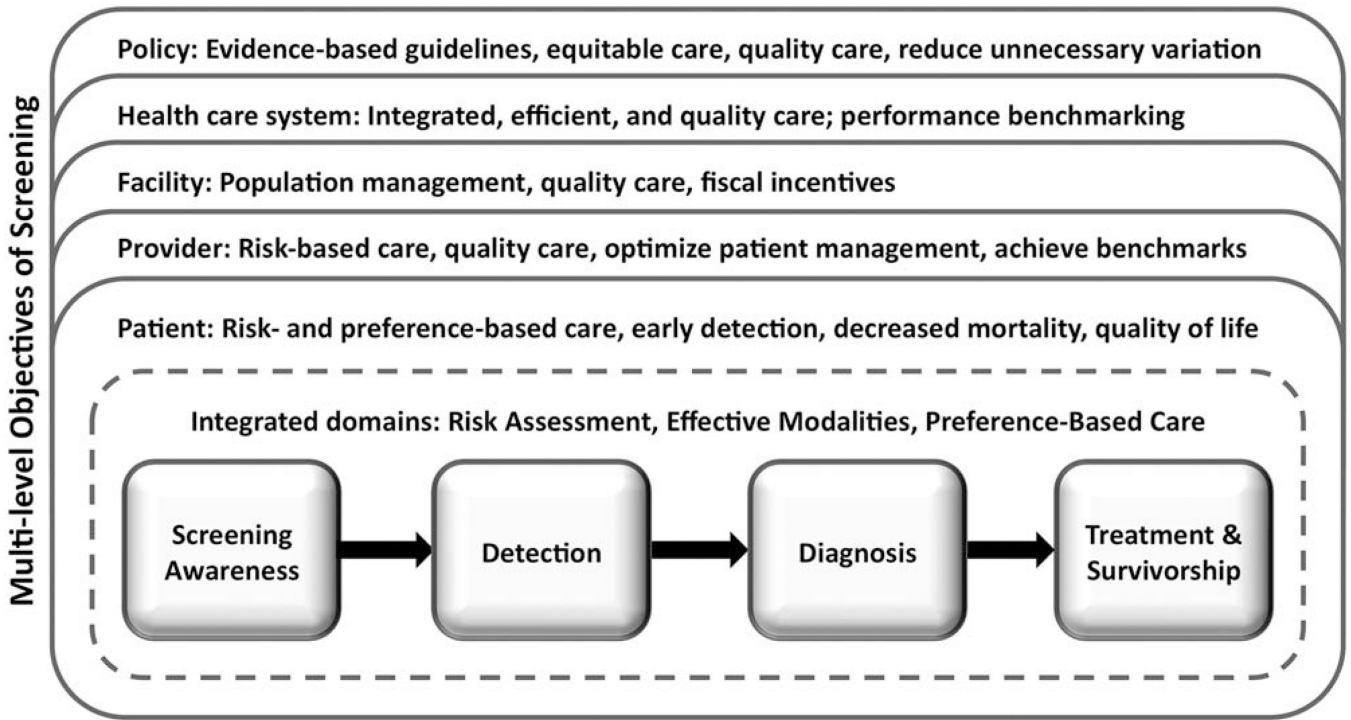 Multi-level Objectives of Screening
Policy: Evidence-based guidelines, equitable care, quality care, reduce unnecessary variation
Health care system: Integrated, efficient, and quality care; performance benchmarking
Facility: Population management, quality care, fiscal incentives
Provider: Risk-based care, quality care, optimize patient management, achieve benchmarks
Patient: Risk- and preference-based care, early detection, decreased mortality, quality of life
Integrated domains: Risk Assessment, Effective Modalities, Preference-Based Care
Screening
Awareness
Detection
Diagnosis
Treatment &
Survivorship